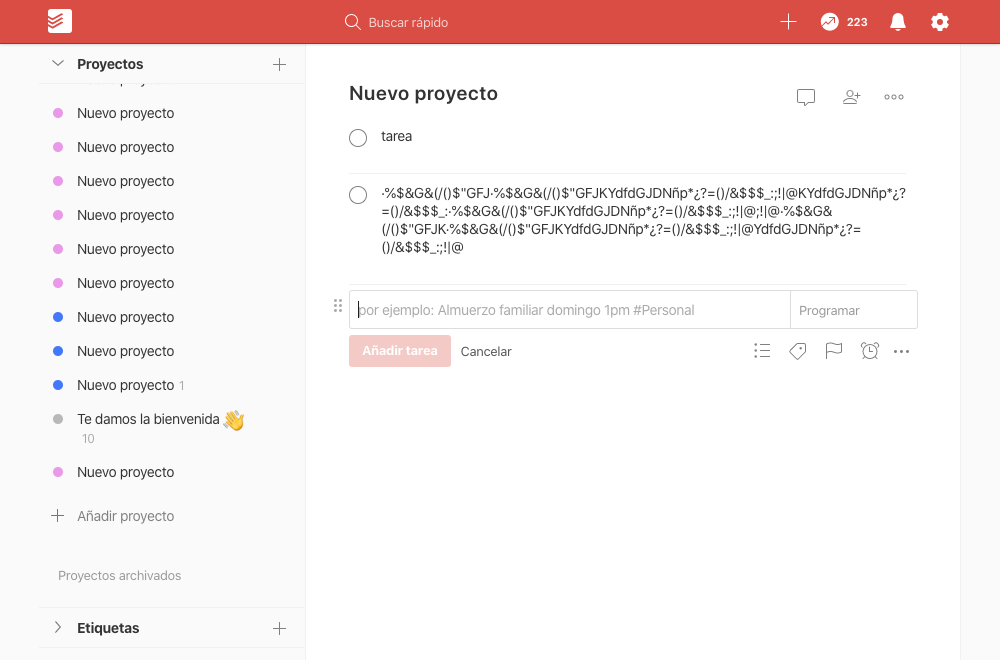 Buscar rápido
223
Proyectos
Nuevo proyecto
Nuevo proyecto
Nuevo proyecto
Nuevo proyecto
Nuevo proyecto
Nuevo proyecto
Nuevo proyecto
Nuevo proyecto
Nuevo proyecto 1
Te damos la bienvenida 👋
10
Nuevo proyecto
Añadir proyecto
Proyectos archivados
Etiquetas
Nuevo proyecto
tarea
·%$&G&(/()$"GFJ·%$&G&(/()$"GFJKYdfdGJDNñp*¿?=()/&$$$_:;!|@KYdfdGJDNñp*¿?
=()/&$$$_:·%$&G&(/()$"GFJKYdfdGJDNñp*¿?=()/&$$$_:;!|@;!|@·%$&G&
(/()$"GFJK·%$&G&(/()$"GFJKYdfdGJDNñp*¿?=()/&$$$_:;!|@YdfdGJDNñp*¿?=
()/&$$$_:;!|@
por ejemplo: Almuerzo familiar domingo 1pm #Personal
Programar
Añadir tarea
Cancelar